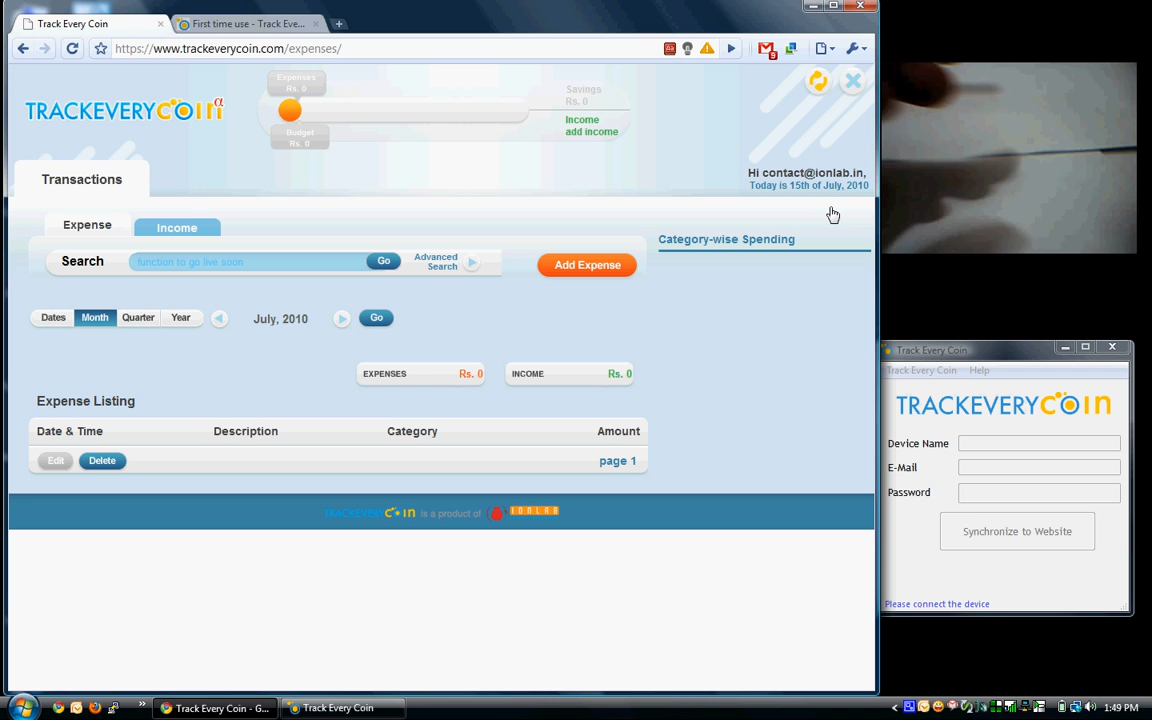 Track Every Coin
First time use - Track Eve...
https://www.trackeverycoin.com/expenses/
9
TRACKEVERYCOIN α
Expenses
Rs. 0
Budget
Rs. 0
Savings
Rs. 0
Income
add income
Transactions
Hi contact@ionlab.in,
Today is 15th of July, 2010
Expense
Income
Category-wise Spending
Search
function to go live soon
Go
Advanced
Search
Add Expense
Dates
Month
Quarter
Year
July, 2010
Go
EXPENSES Rs. 0
INCOME Rs. 0
Expense Listing
Date & Time Description Category Amount
Edit Delete page 1
TRACKEVERYCOIN is a product of IONLAB
Track Every Coin
Track Every Coin Help
TRACKEVERYCOIN
Device Name
E-Mail
Password
Synchronize to Website
Please connect the device
Track Every Coin - G...
Track Every Coin
1:49 PM